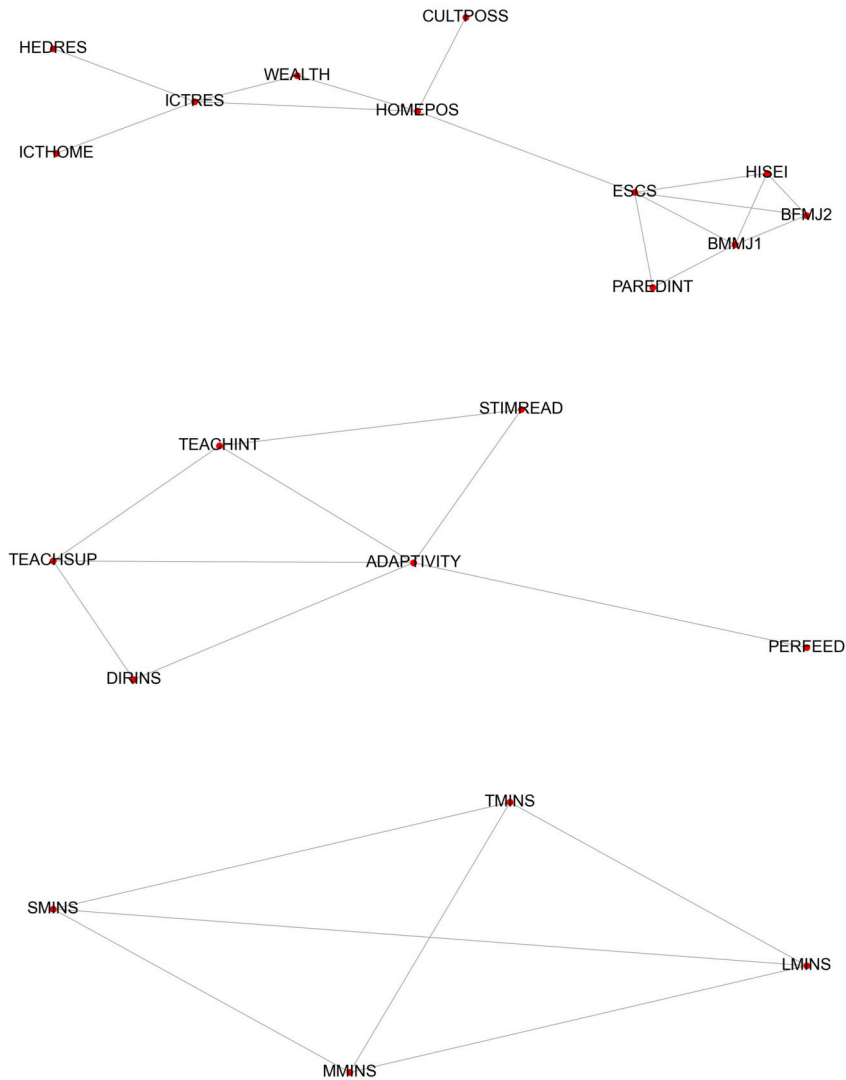 CULTPOSS
HEDRES
WEALTH
ICTRES
HOMEPOS
ICTHOME
HISEI
ESCS
BFMJ2
BMMJ1
PAREDINT
STIMREAD
TEACHINT
TEACHSUP
ADAPTIVITY
PERFEED
DIRINS
TMINS
SMINS
LMINS
MMINS